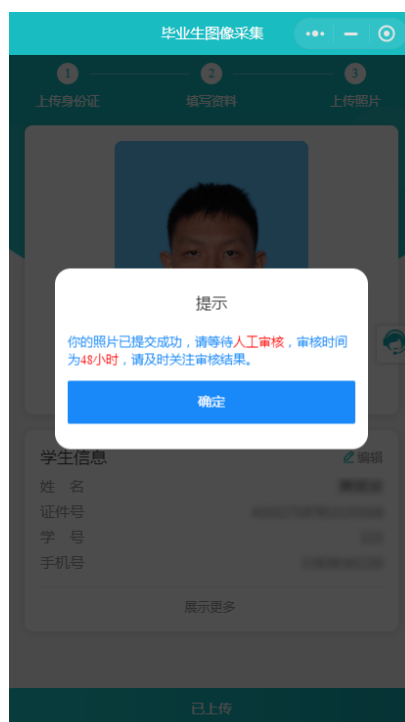 毕业生图像采集
1
2
3
上传身份证
填写资料
上传照片
提示
你的照片已提交成功，请等待人工审核，审核时间
为48小时，请及时关注审核结果。
确定
学生信息
编辑
姓 名
证件号
学 号
手机号
展示更多
已上传